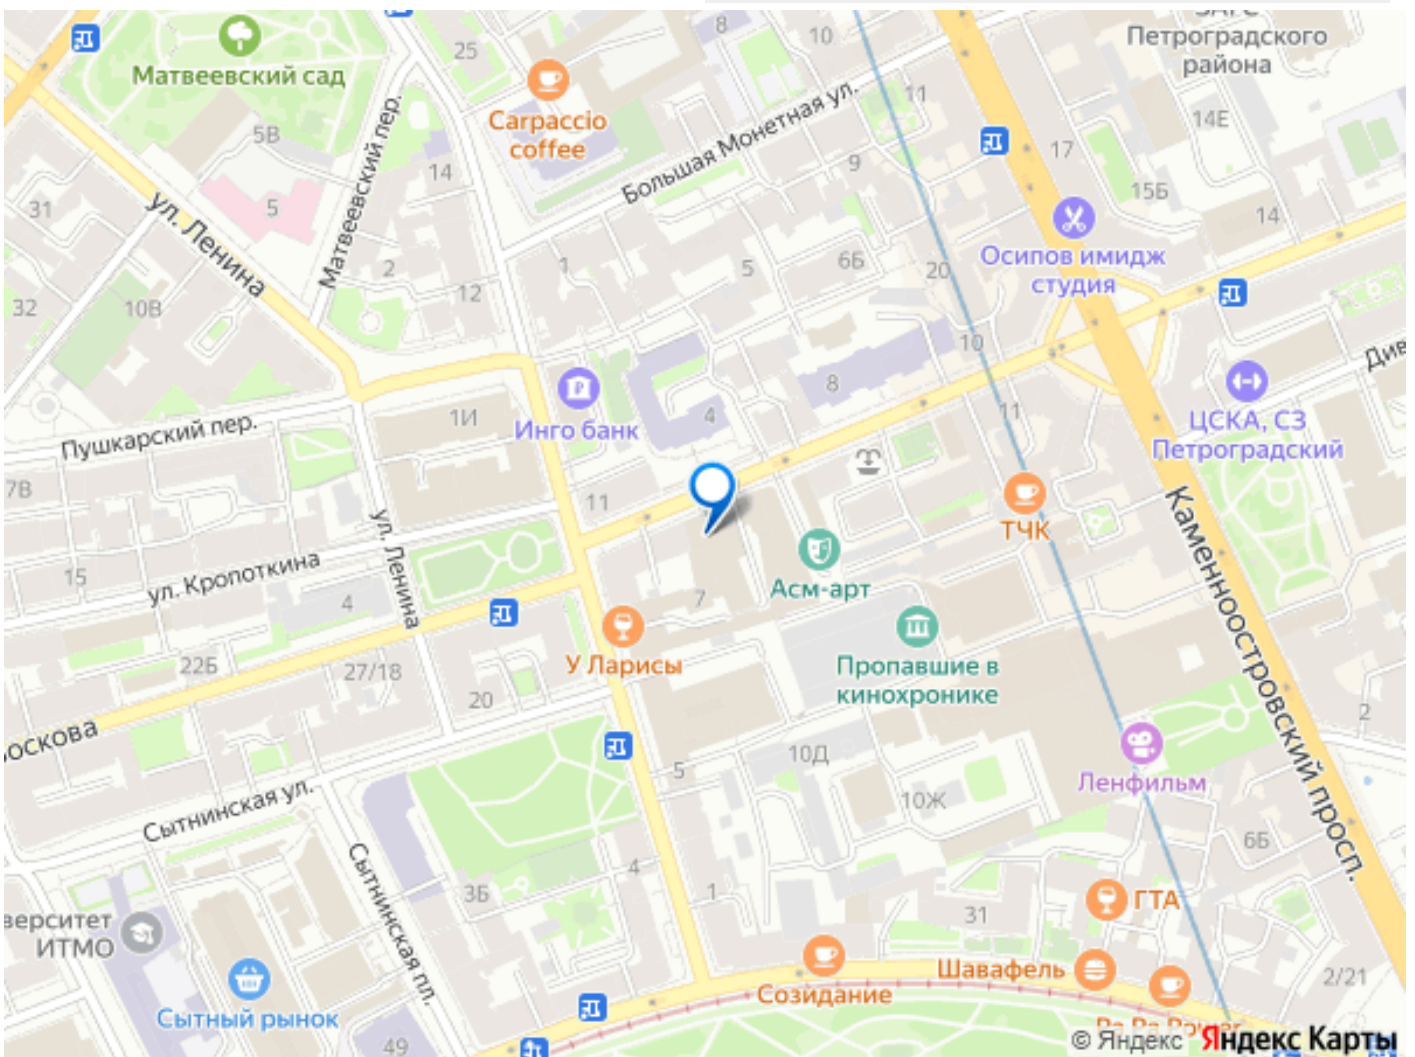 Петроградского
района
8
10
25
Матвеевский сад
Carpaccio
coffee
Большая Монетная ул.
11
14Е
17
5В
14
9
15Б
Матвеевский пер.
31
5
ул. Ленина
14
Осипов имидж
студия
2
1
5
6Б
20
12
32
10В
10
Див
8
1И
Инго банк
4
11
ЦСКА, СЗ
Петроградский
Пушкарский пер.
7В
11
ТЧК
Каменноостровский просп.
ул. Ленина
15
ул. Кропоткина
4
Асм-арт
7
У Ларисы
Пропавшие в
кинохронике
22Б
27/18
20
2
оскова
10Д
5
Ленфильм
Сытнинская ул.
10Ж
6Б
4
3Б
1
Сытнинская пл.
31
ГТА
верситет
ИТМО
Шавафель
2/21
Созидание
Сытный рынок
49
© Яндекс Яндекс Карты